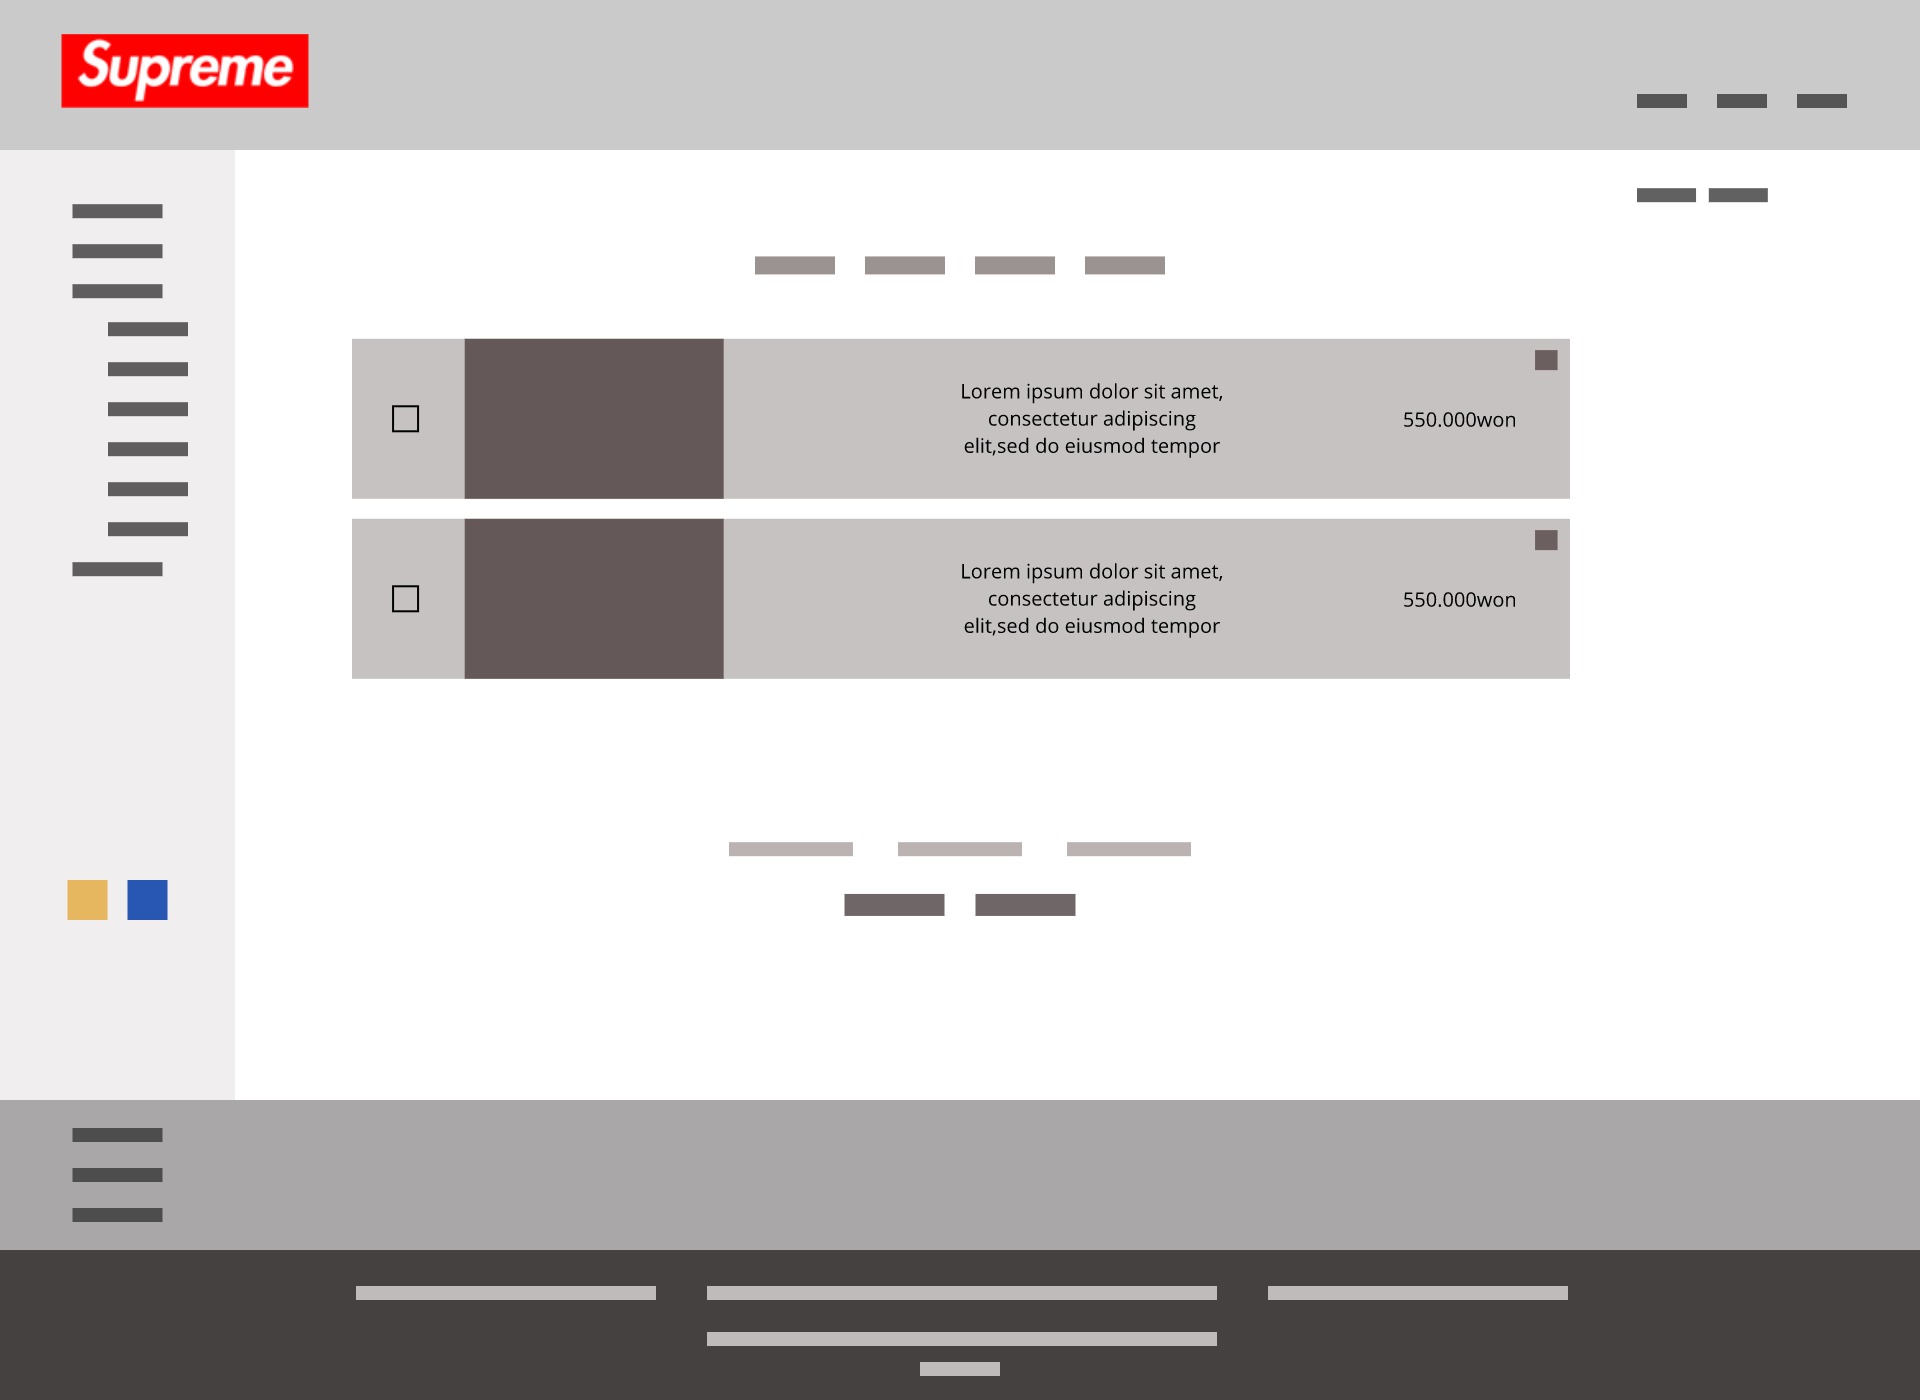 Supreme
Lorem ipsum dolor sit amet,
consectetur adipiscing
elit,sed do eiusmod tempor
550.000won
Lorem ipsum dolor sit amet,
consectetur adipiscing
elit,sed do eiusmod tempor
550.000won